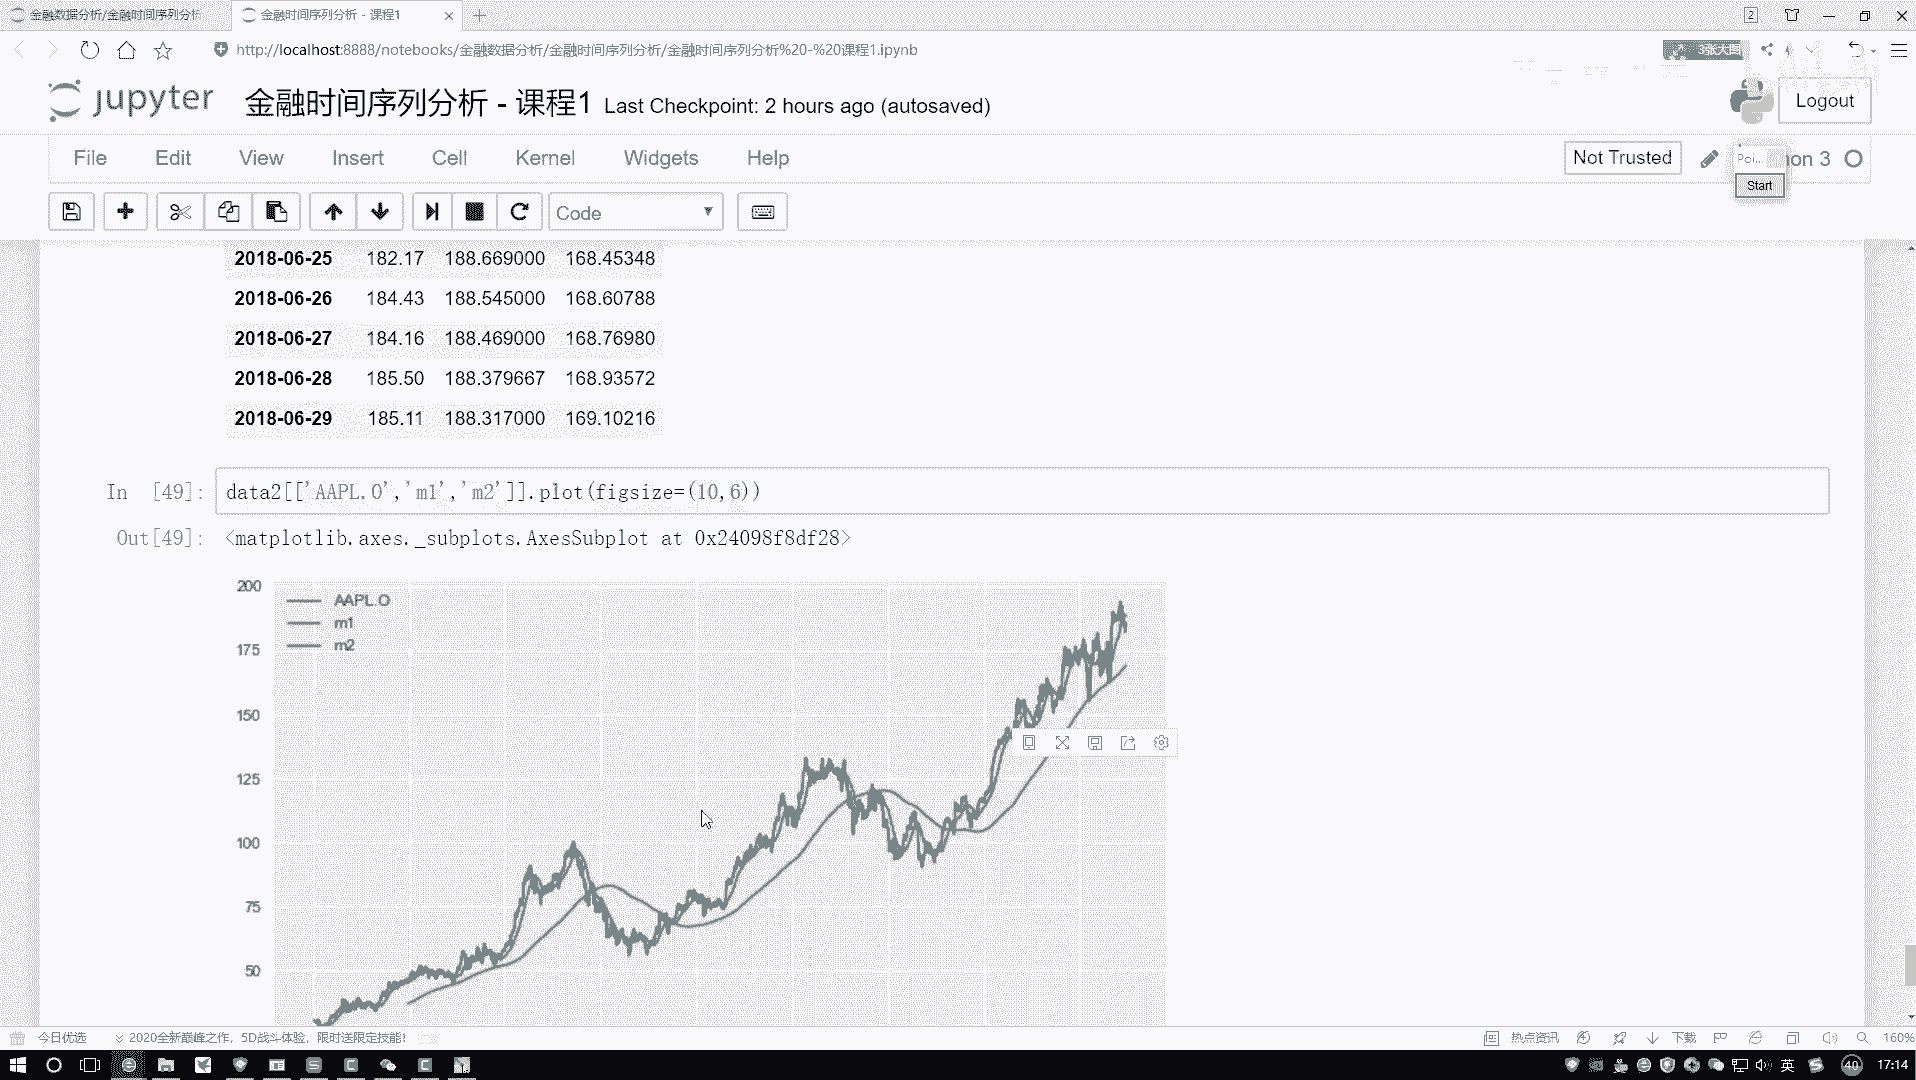 金融数据分析/金融时间序列分析
金融时间序列分析 - 课程1
2
http://localhost:8888/notebooks/金融数据分析/金融时间序列分析/金融时间序列分析%20-%20课程1.ipynb
3张大图
jupyter 金融时间序列分析 - 课程1 Last Checkpoint: 2 hours ago (autosaved)
Logout
File Edit View Insert Cell Kernel Widgets Help
Not Trusted
Poi...
on 3
Start
Code
2018-06-25 182.17 188.669000 168.45348
2018-06-26 184.43 188.545000 168.60788
2018-06-27 184.16 188.469000 168.76980
2018-06-28 185.50 188.379667 168.93572
2018-06-29 185.11 188.317000 169.10216
In [49]: data2[['AAPL.O','m1','m2']].plot(figsize=(10,6))
Out[49]: <matplotlib.axes._subplots.AxesSubplot at 0x24098f8df28>
200
AAPL.O
m1
m2
175
150
125
100
75
50
今日优选 2020全新巅峰之作，5D战斗体验，限时送限定技能！ 热点资讯 下载 160%
英 40 17:14